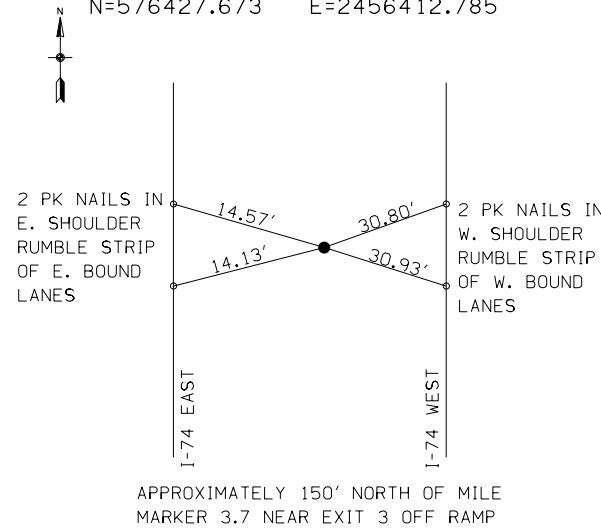 N=576427.673 E=2456412.785
N
2 PK NAILS IN
E. SHOULDER
RUMBLE STRIP
OF E. BOUND
LANES
14.57'
14.13'
30.80'
30.93'
2 PK NAILS IN
W. SHOULDER
RUMBLE STRIP
OF W. BOUND
LANES
I-74 EAST
I-74 WEST
APPROXIMATELY 150' NORTH OF MILE
MARKER 3.7 NEAR EXIT 3 OFF RAMP